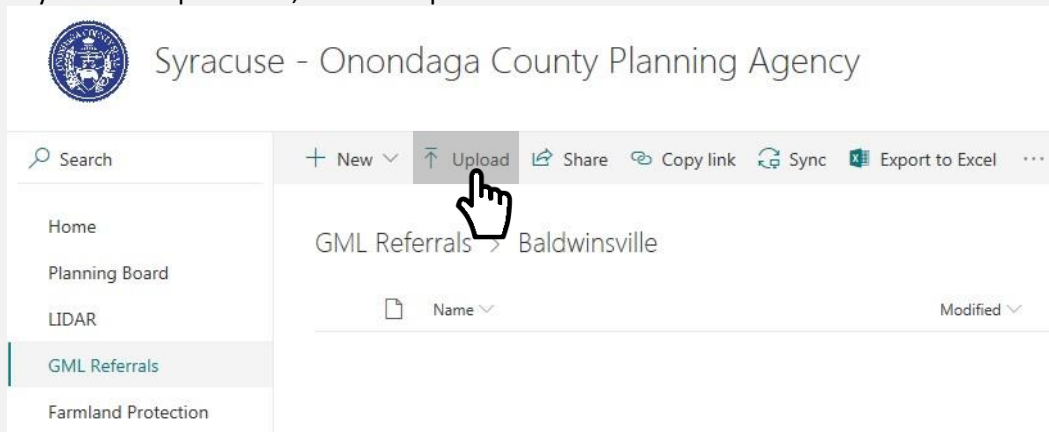 Syracuse - Onondaga County Planning Agency
Search
New Upload Share Copy link Sync Export to Excel ...
Home
GML Referrals > Baldwinsville
Planning Board
Name Modified
LIDAR
GML Referrals
Farmland Protection